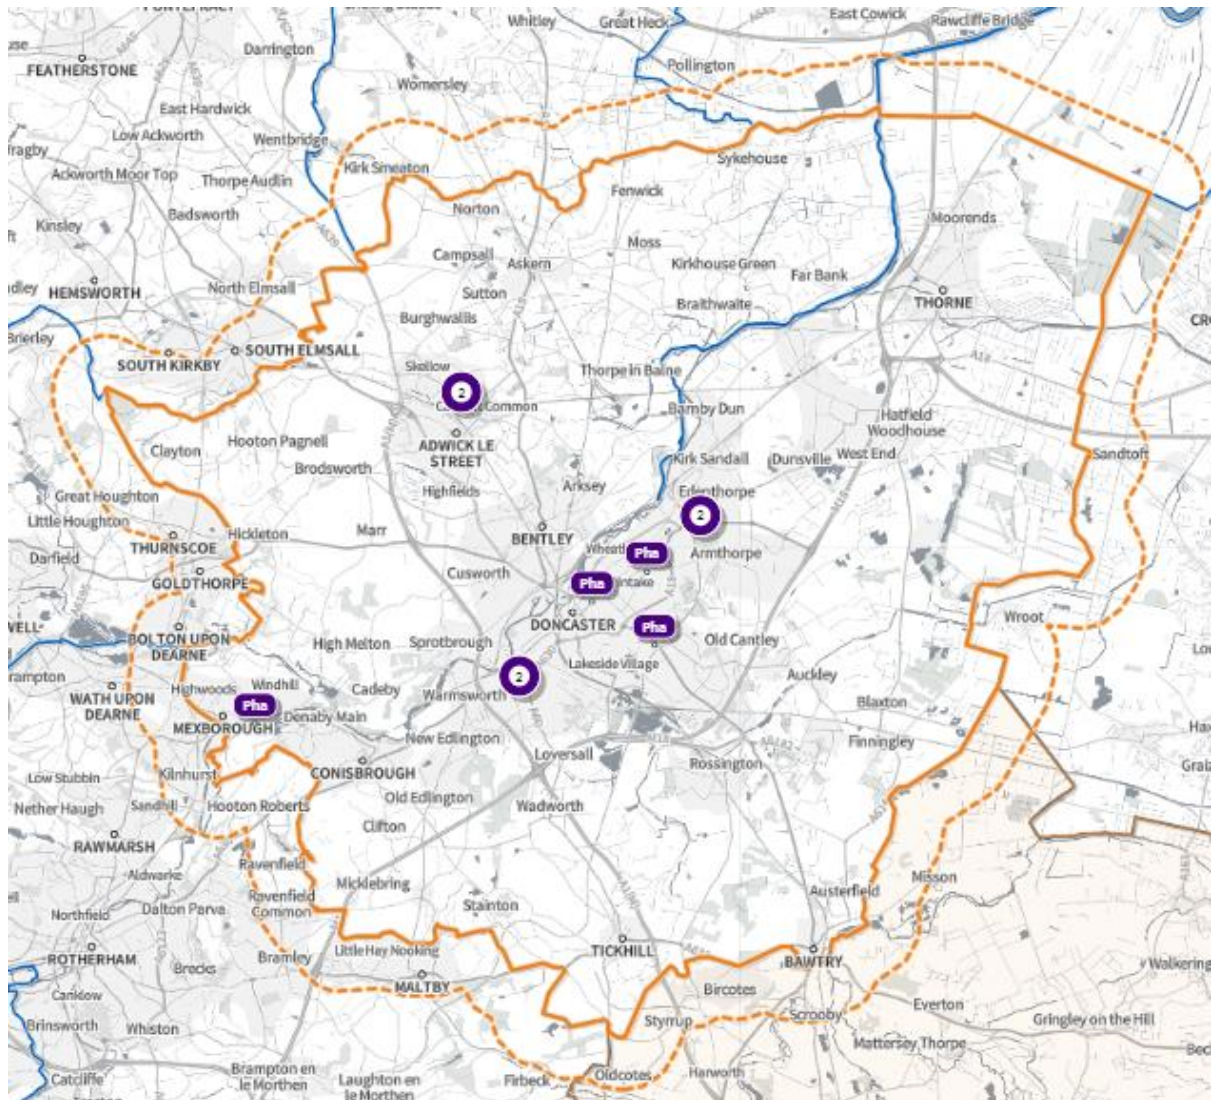 Whitley
Great Heck
East Cowick
Rawcliffe Bridge
Darrington
FEATHERSTONE
Pollington
Womersley
East Hardwick
Low Ackworth
Wentbridge
Kirk Smeaton
Sykehouse
Ackworth Moor Top
Thorpe Audlin
Fenwick
Badsworth
Norton
Moorends
Kinsley
A639
Moss
Campsall
Askern
Kirkhouse Green
Far Bank
HEMSWORTH
North Elmsall
Sutton
Braithwaite
THORNE
Burghwallis
Brierley
SOUTH ELMSALL
SOUTH KIRKBY
Skellow
Thorpe in Balne
2
Common
Barnby Dun
Hatfield
Woodhouse
Hooton Pagnell
ADWICK LE
STREET
Clayton
Sandtoft
Brodsworth
Kirk Sandall
Dunsville
West End
Arksey
Highfields
Edenthorpe
Great Houghton
Little Houghton
2
Marr
Hickleton
BENTLEY
THURNSCOE
Darfield
Pha
Armthorpe
Cusworth
GOLDTHORPE
Pha
Wroot
DONCASTER
Pha
BOLTON UPON
DEARNE
High Melton
Sprotbrough
Old Cantley
Lakeside Village
Auckley
2
Highwoods
Windhill
Cadeby
Warmsworth
WATH UPON
DEARNE
Pha
Blaxton
MEXBOROUGH
Denaby Main
New Edlington
Finningley
Loversall
Rossington
Low Stubbin
Kilnhurst
CONISBROUGH
Old Edlington
Nether Haugh
Sandhill
Hooton Roberts
Wadworth
Clifton
RAWMARSH
Ravenfield
Aldwarke
Misson
Micklebring
Austerfield
Ravenfield
Common
Stainton
Northfield
Dalton Parva
Little Hay Nooking
TICKHILL
ROTHERHAM
Bramley
BAWTRY
Brecks
MALTBY
Bircotes
Canklow
Everton
Scrooby
Brinsworth
Whiston
Styrrup
Gringley on the Hill
Mattersey Thorpe
Brampton en
le Morthen
Catcliffe
Laughton en
le Morthen
Firbeck
Oldcotes
Harworth